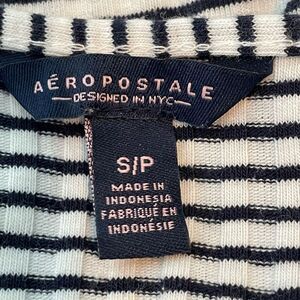 AÉROPOSTALE
DESIGNED IN NYC
S/P
MADE IN
INDONESIA
FABRIQUÉ EN
INDONÉSIE